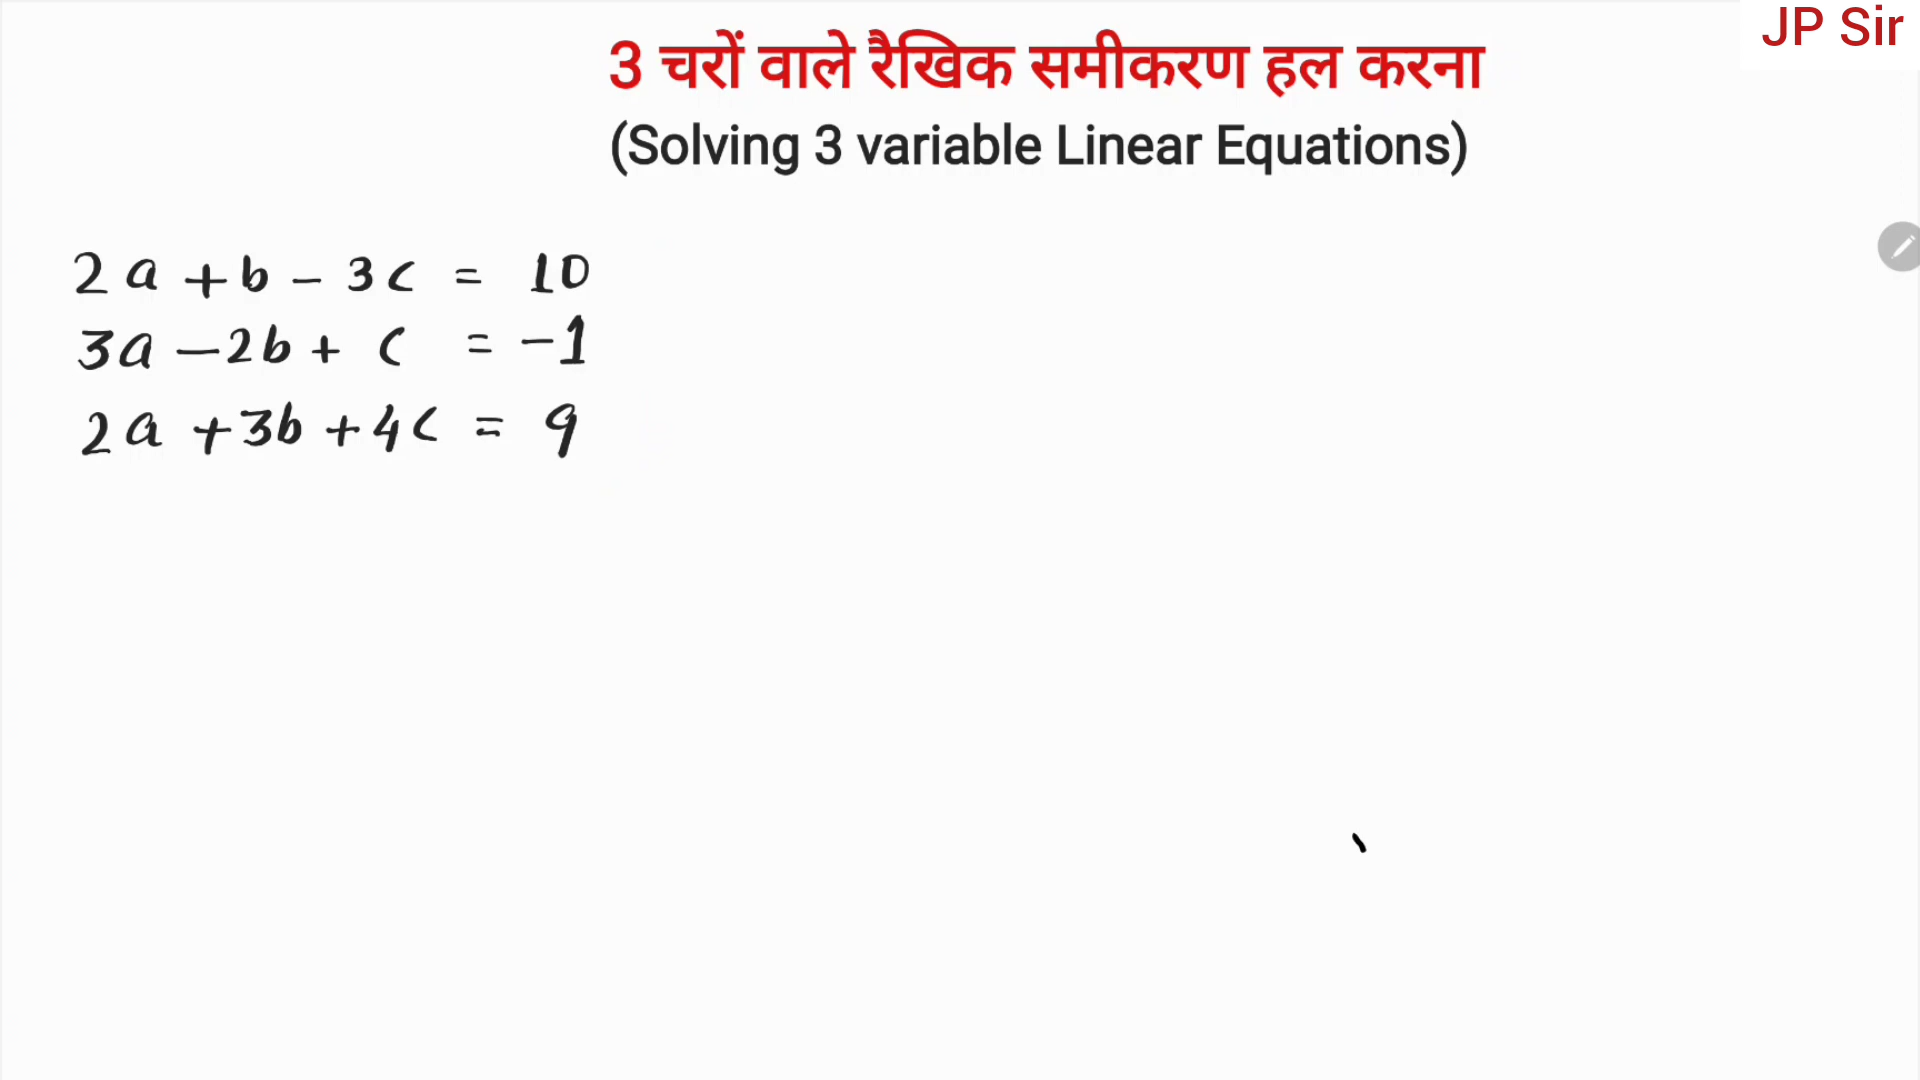 JP Sir
3 चरों वाले रैखिक समीकरण हल करना
(Solving 3 variable Linear Equations)
2a + b - 3c = 10
3a - 2b + c = -1
2a + 3b + 4c = 9